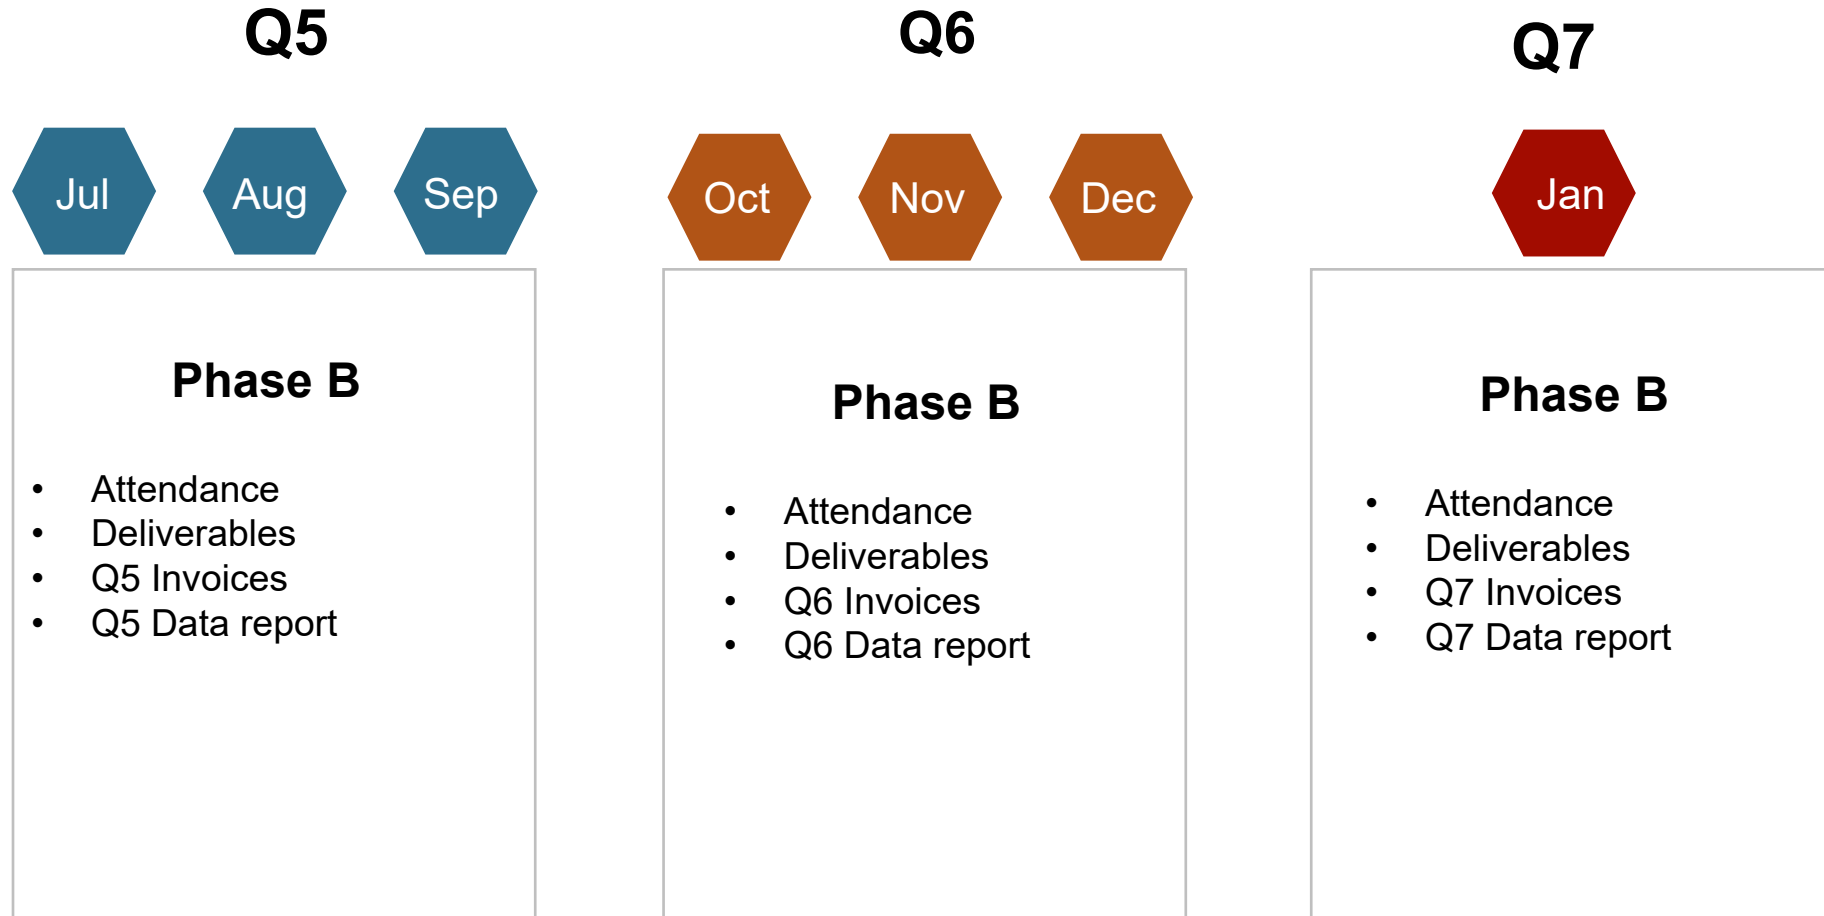 Q5
Jul
Aug
Sep
Phase B
• Attendance
• Deliverables
• Q5 Invoices
• Q5 Data report
Q6
Oct
Nov
Dec
Phase B
• Attendance
• Deliverables
• Q6 Invoices
• Q6 Data report
Q7
Jan
Phase B
• Attendance
• Deliverables
• Q7 Invoices
• Q7 Data report